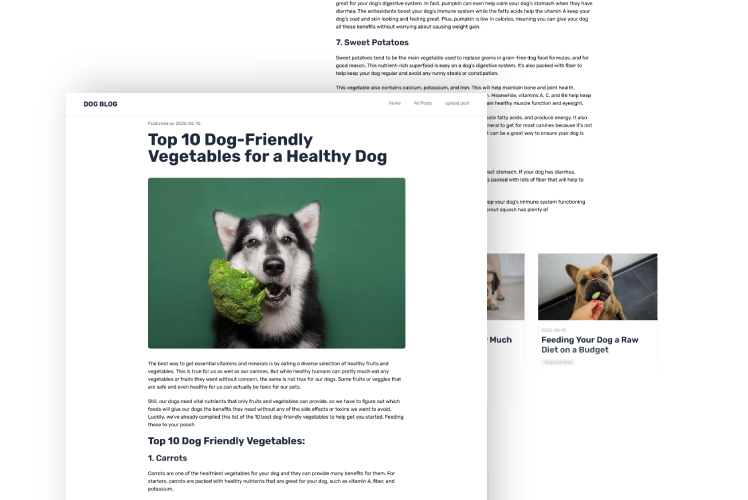 great for your dog's digestive system. In fact, pumpkin can even help calm your dog's stomach when they have
diarrhea. The antioxidants boost your dog's immune system while the fatty acids help the vitamin A keep your
dog's coat and skin looking and feeling great. Plus, pumpkin is low in calories, meaning you can give your dog
all these benefits without worrying about causing weight gain.
7. Sweet Potatoes
Sweet potatoes tend to be the main vegetable used to replace grains in grain-free dog food formulas, and for
good reason. This nutrient-rich superfood is easy on a dog's digestive system. It's also packed with fiber to
help keep your dog regular and avoid any runny stools or constipation.
This vegetable also contains calcium, potassium, and iron. This will help maintain bone and joint health,
n. Meanwhile, vitamins A, C, and B6 help keep
ain healthy muscle function and eyesight.
nate fatty acids, and produce energy. It also
neral to get for most canines because it's not
t can be a great way to ensure your dog is
set stomach. If your dog has diarrhea,
s packed with lots of fiber that will help to
ep your dog's immune system functioning
ernut squash has plenty of
DOG BLOG
Home
All Posts
upload post
Published on 2022-06-15
Top 10 Dog-Friendly
Vegetables for a Healthy Dog
The best way to get essential vitamins and minerals is by eating a diverse selection of healthy fruits and
vegetables. This is true for us as well as our canines. But while healthy humans can pretty much eat any
vegetables or fruits they want without concern, the same is not true for our dogs. Some fruits or veggies that
are safe and even healthy for us can actually be toxic for our pets.
Still, our dogs need vital nutrients that only fruits and vegetables can provide, so we have to figure out which
foods will give our dogs the benefits they need without any of the side effects or toxins we want to avoid.
Luckily, we've already compiled this list of the 10 best dog-friendly vegetables to help get you started. Feeding
these to your pooch
Top 10 Dog Friendly Vegetables:
1. Carrots
Carrots are one of the healthiest vegetables for your dog and they can provide many benefits for them. For
starters, carrots are packed with healthy nutrients that are great for your dog, such as vitamin A, fiber, and
potassium.
y Much
2022-06-15
Feeding Your Dog a Raw
Diet on a Budget
Dog nutrition